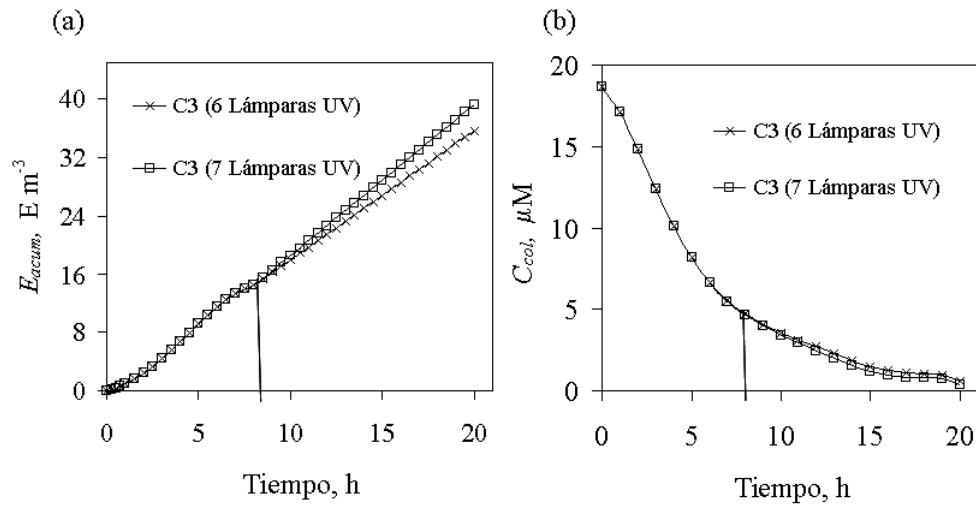 (a)
E_acum, E m⁻³
40
32
24
16
8
0
C3 (6 Lámparas UV)
C3 (7 Lámparas UV)
0 5 10 15 20
Tiempo, h
(b)
C_col, µM
20
15
10
5
0
C3 (6 Lámparas UV)
C3 (7 Lámparas UV)
0 5 10 15 20
Tiempo, h